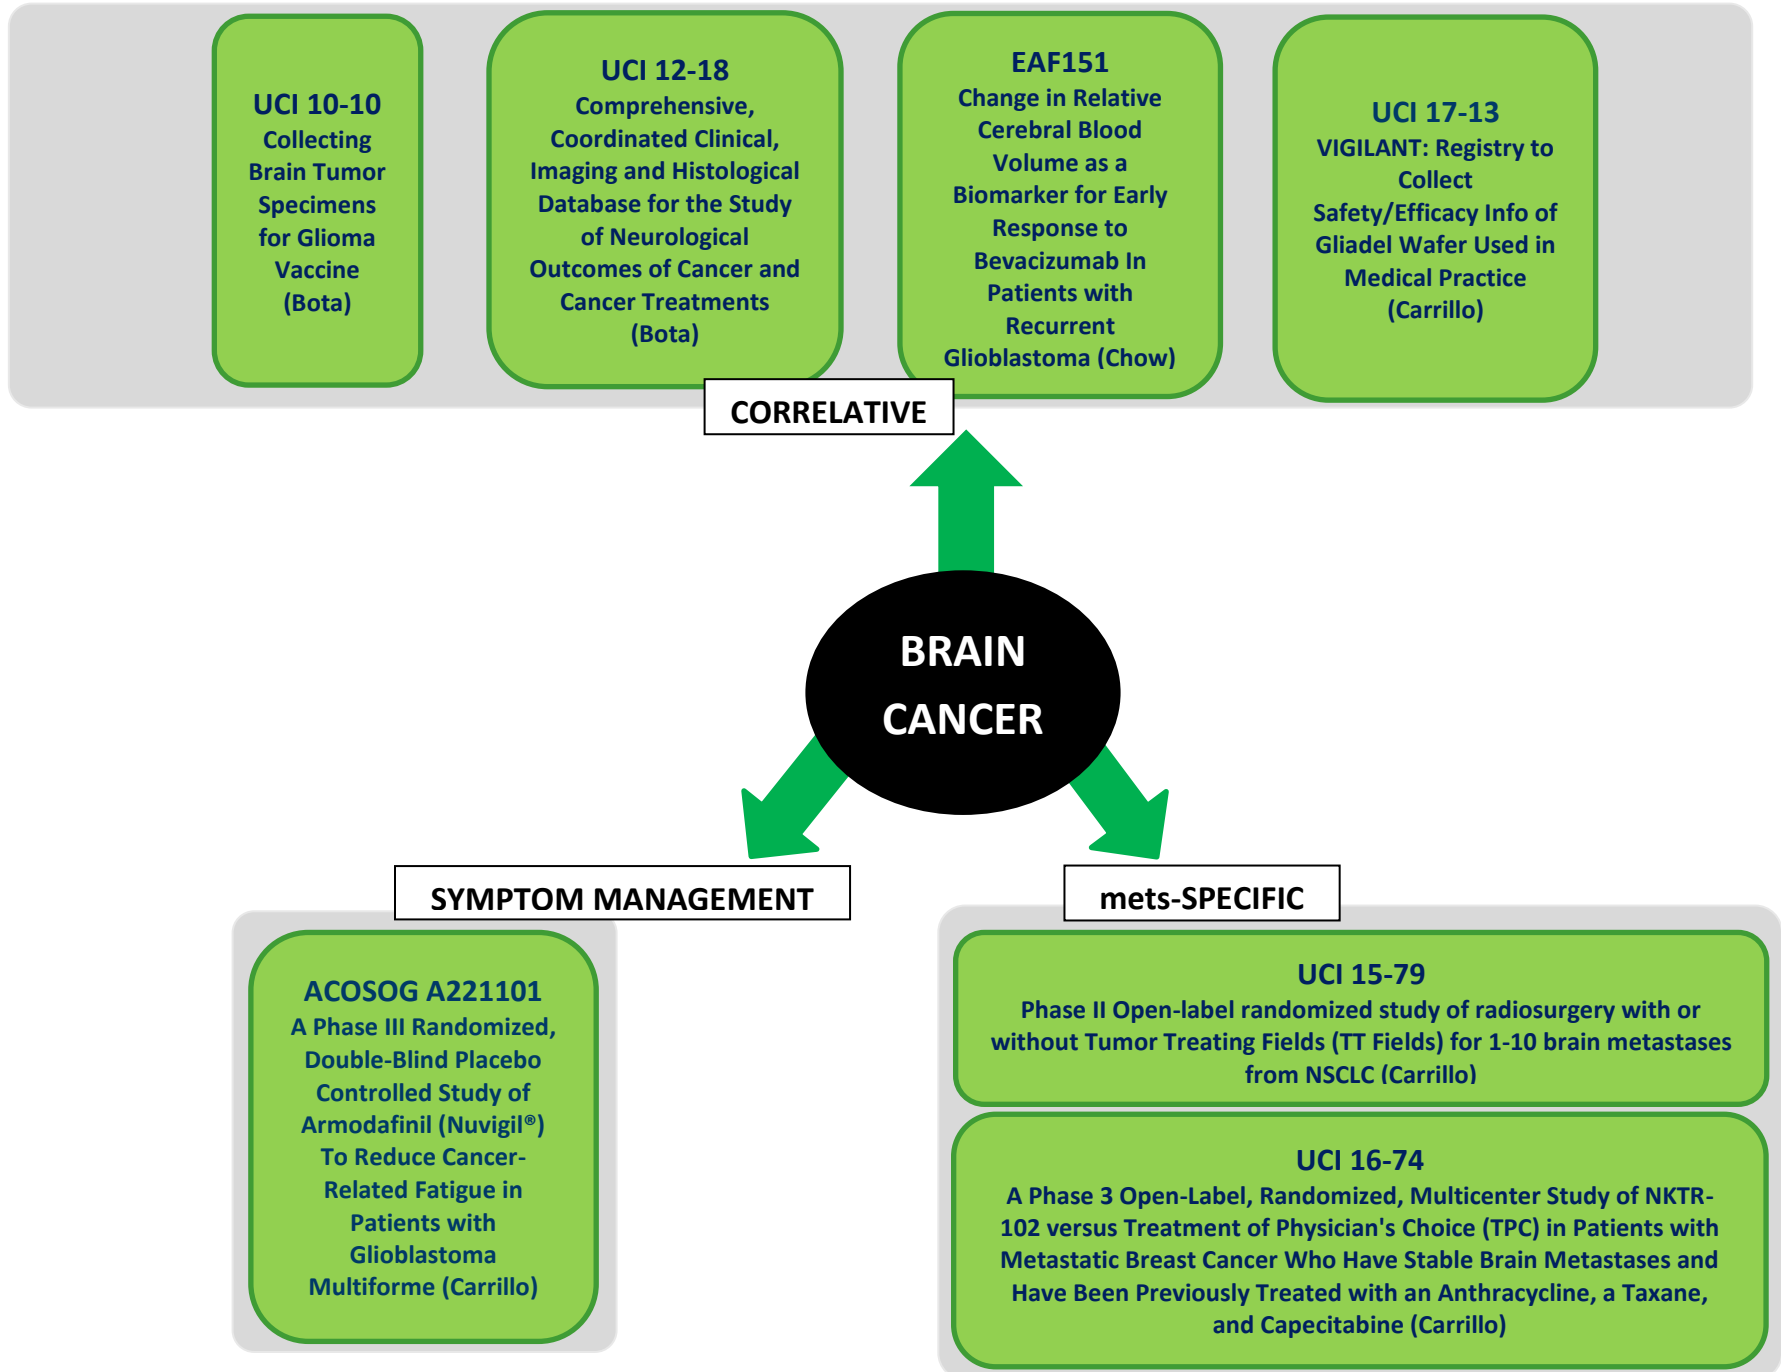 UCI 10-10
Collecting
Brain Tumor
Specimens
for Glioma
Vaccine
(Bota)
UCI 12-18
Comprehensive,
Coordinated Clinical,
Imaging and Histological
Database for the Study
of Neurological
Outcomes of Cancer and
Cancer Treatments
(Bota)
EAF151
Change in Relative
Cerebral Blood
Volume as a
Biomarker for Early
Response to
Bevacizumab In
Patients with
Recurrent
Glioblastoma (Chow)
UCI 17-13
VIGILANT: Registry to
Collect
Safety/Efficacy Info of
Gliadel Wafer Used in
Medical Practice
(Carrillo)
CORRELATIVE
BRAIN
CANCER
SYMPTOM MANAGEMENT
ACOSOG A221101
A Phase III Randomized,
Double-Blind Placebo
Controlled Study of
Armodafinil (Nuvigil®)
To Reduce Cancer-
Related Fatigue in
Patients with
Glioblastoma
Multiforme (Carrillo)
mets-SPECIFIC
UCI 15-79
Phase II Open-label randomized study of radiosurgery with or
without Tumor Treating Fields (TT Fields) for 1-10 brain metastases
from NSCLC (Carrillo)
UCI 16-74
A Phase 3 Open-Label, Randomized, Multicenter Study of NKTR-
102 versus Treatment of Physician's Choice (TPC) in Patients with
Metastatic Breast Cancer Who Have Stable Brain Metastases and
Have Been Previously Treated with an Anthracycline, a Taxane,
and Capecitabine (Carrillo)